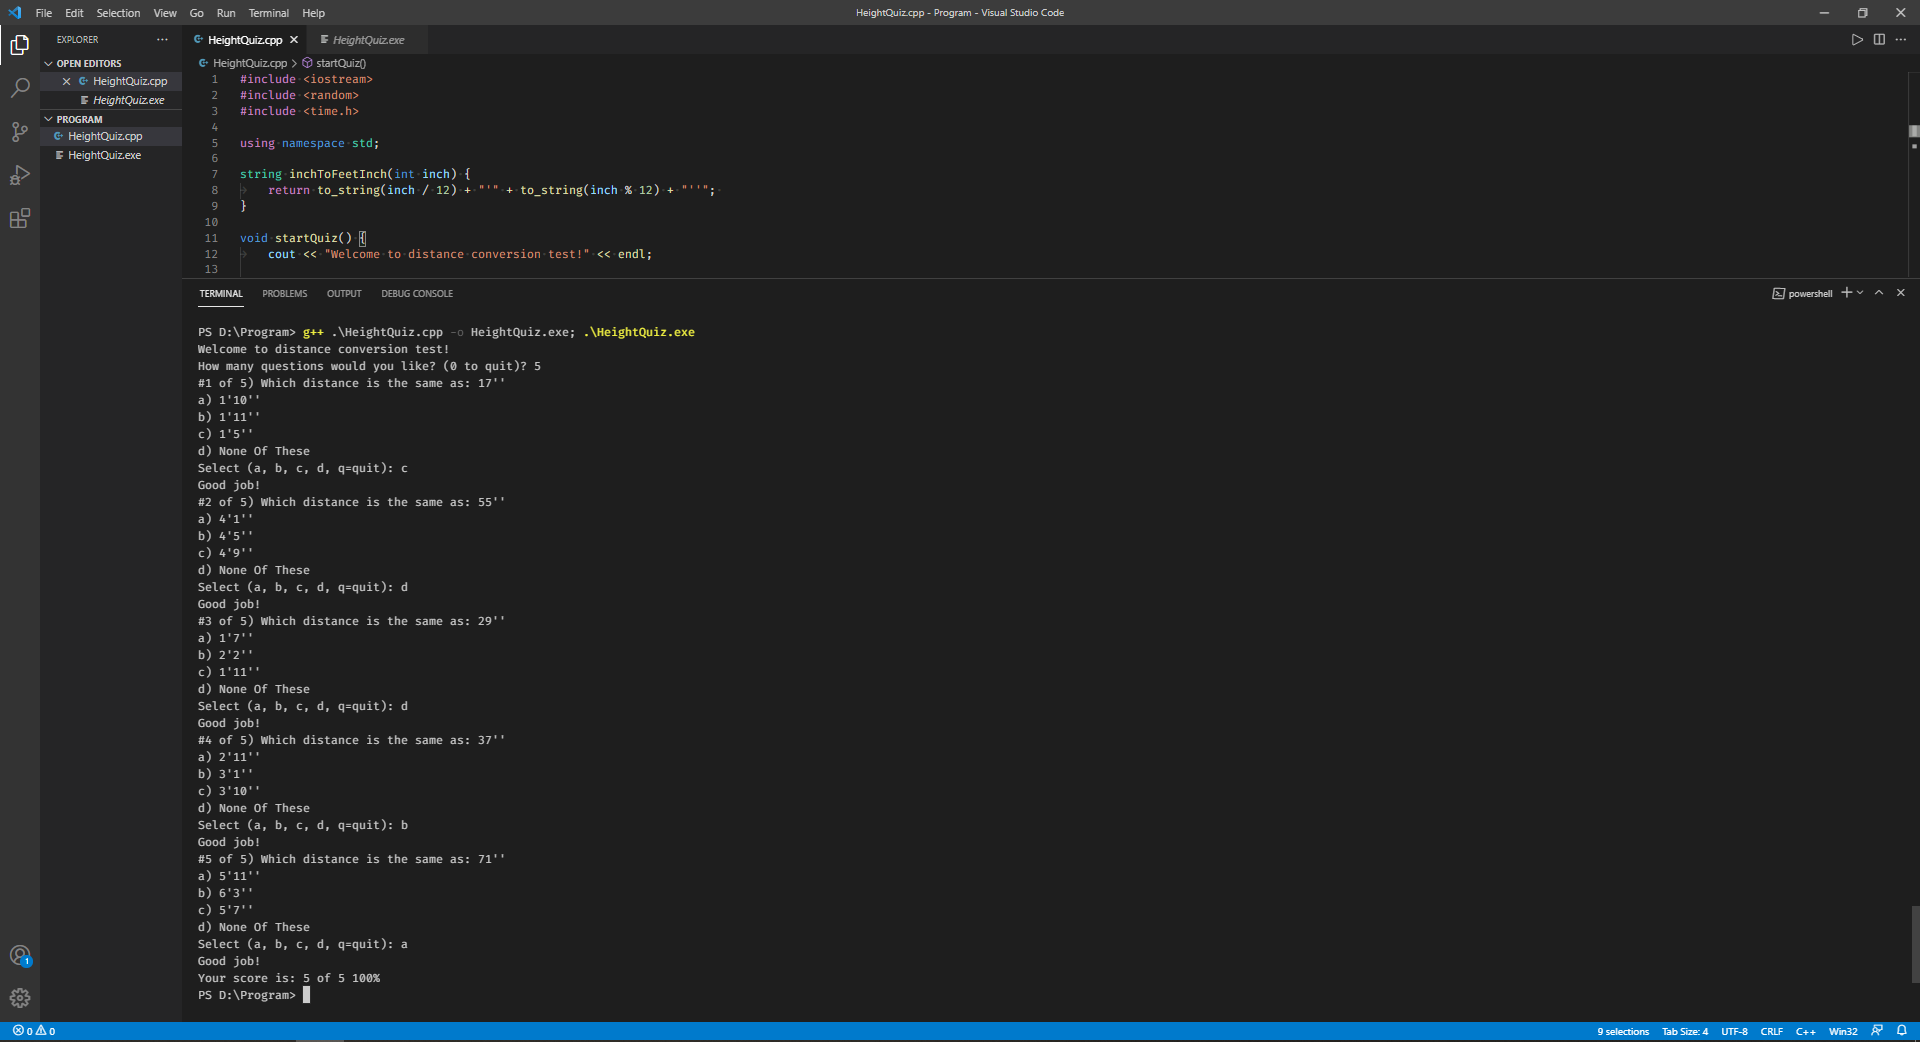 File Edit Selection View Go Run Terminal Help HeightQuiz.cpp - Program - Visual Studio Code
EXPLORER ···
OPEN EDITORS
HeightQuiz.cpp
HeightQuiz.exe
PROGRAM
HeightQuiz.cpp
HeightQuiz.exe
HeightQuiz.cpp HeightQuiz.exe
HeightQuiz.cpp > startQuiz()
1 #include <iostream>
2 #include <random>
3 #include <time.h>
4
5 using namespace std;
6
7 string inchToFeetInch(int inch) {
8 return to_string(inch / 12) + "'" + to_string(inch % 12) + "''";
9 }
10
11 void startQuiz() {
12 cout << "Welcome to distance conversion test!" << endl;
13
TERMINAL PROBLEMS OUTPUT DEBUG CONSOLE powershell
PS D:\Program> g++ .\HeightQuiz.cpp -o HeightQuiz.exe; .\HeightQuiz.exe
Welcome to distance conversion test!
How many questions would you like? (0 to quit)? 5
#1 of 5) Which distance is the same as: 17''
a) 1'10''
b) 1'11''
c) 1'5''
d) None Of These
Select (a, b, c, d, q=quit): c
Good job!
#2 of 5) Which distance is the same as: 55''
a) 4'1''
b) 4'5''
c) 4'9''
d) None Of These
Select (a, b, c, d, q=quit): d
Good job!
#3 of 5) Which distance is the same as: 29''
a) 1'7''
b) 2'2''
c) 1'11''
d) None Of These
Select (a, b, c, d, q=quit): d
Good job!
#4 of 5) Which distance is the same as: 37''
a) 2'11''
b) 3'1''
c) 3'10''
d) None Of These
Select (a, b, c, d, q=quit): b
Good job!
#5 of 5) Which distance is the same as: 71''
a) 5'11''
b) 6'3''
c) 5'7''
d) None Of These
Select (a, b, c, d, q=quit): a
Good job!
Your score is: 5 of 5 100%
PS D:\Program>
1
0 0 9 selections Tab Size: 4 UTF-8 CRLF C++ Win32